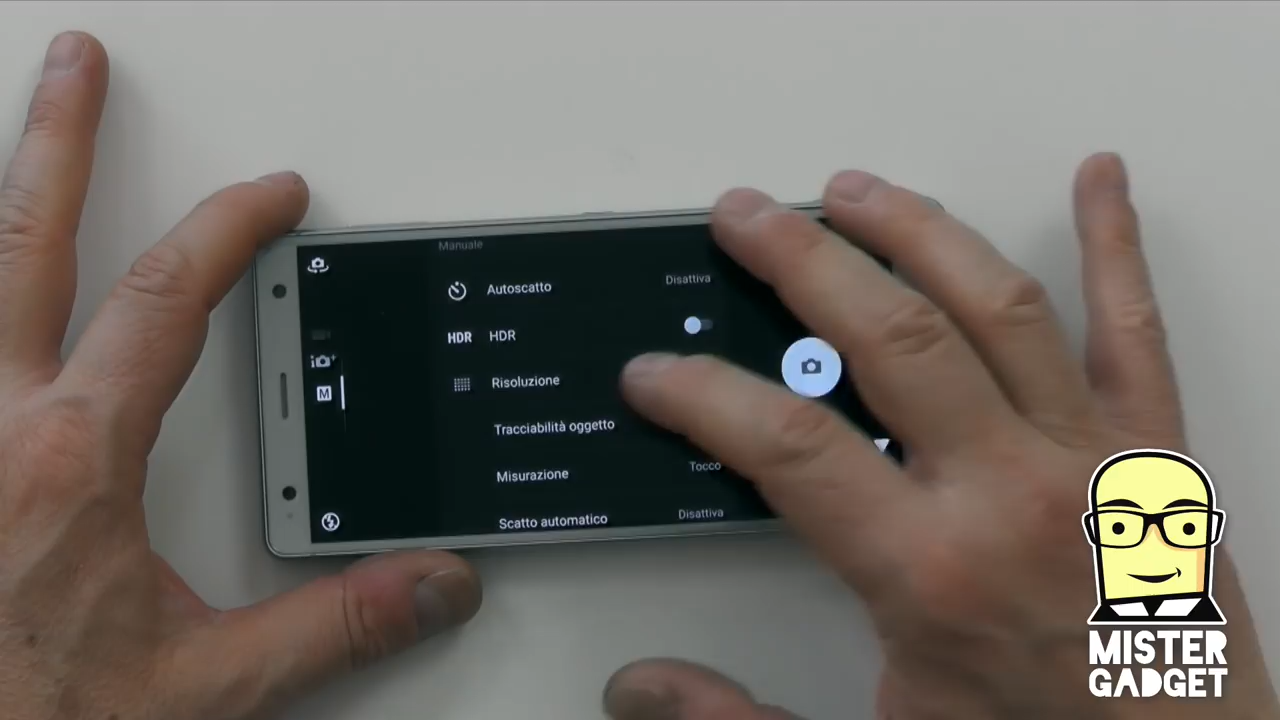 Manuale
Autoscatto Disattiva
HDR HDR
Risoluzione
Tracciabilità oggetto
Misurazione Tocco
Scatto automatico Disattiva
M
MISTER
GADGET